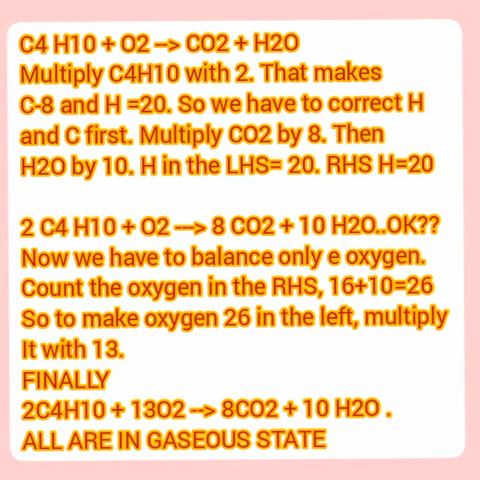 C4 H10 + O2 --> CO2 + H2O
Multiply C4H10 with 2. That makes
C-8 and H =20. So we have to correct H
and C first. Multiply CO2 by 8. Then
H2O by 10. H in the LHS= 20. RHS H=20
2 C4 H10 + O2 ---> 8 CO2 + 10 H2O..OK??
Now we have to balance only e oxygen.
Count the oxygen in the RHS, 16+10=26
So to make oxygen 26 in the left, multiply
It with 13.
FINALLY
2C4H10 + 13O2 --> 8CO2 + 10 H2O .
ALL ARE IN GASEOUS STATE